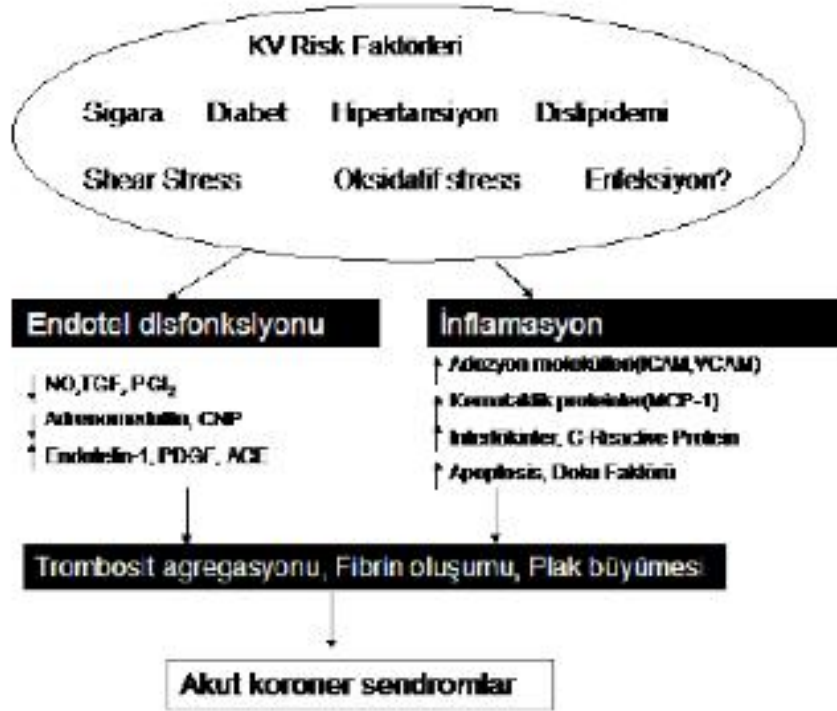 KV Risk Faktörleri
Sigara Diabet Hipertansiyon Dislipidemi
Shear Stress Oksidatif stress Enfeksiyon?
Endotel disfonksiyonu
NO,TGF, PGI₂
Adrenomedullin, CNP
Endotelin-1, PDGF, ACE
İnflamasyon
Adezyon molekülleri(ICAM,VCAM)
Kemotaktik proteinler(MCP-1)
İnterlökinler, C-Reactive Protein
Apoptosis, Doku Faktörü
Trombosit agregasyonu, Fibrin oluşumu, Plak büyümesi
Akut koroner sendromlar